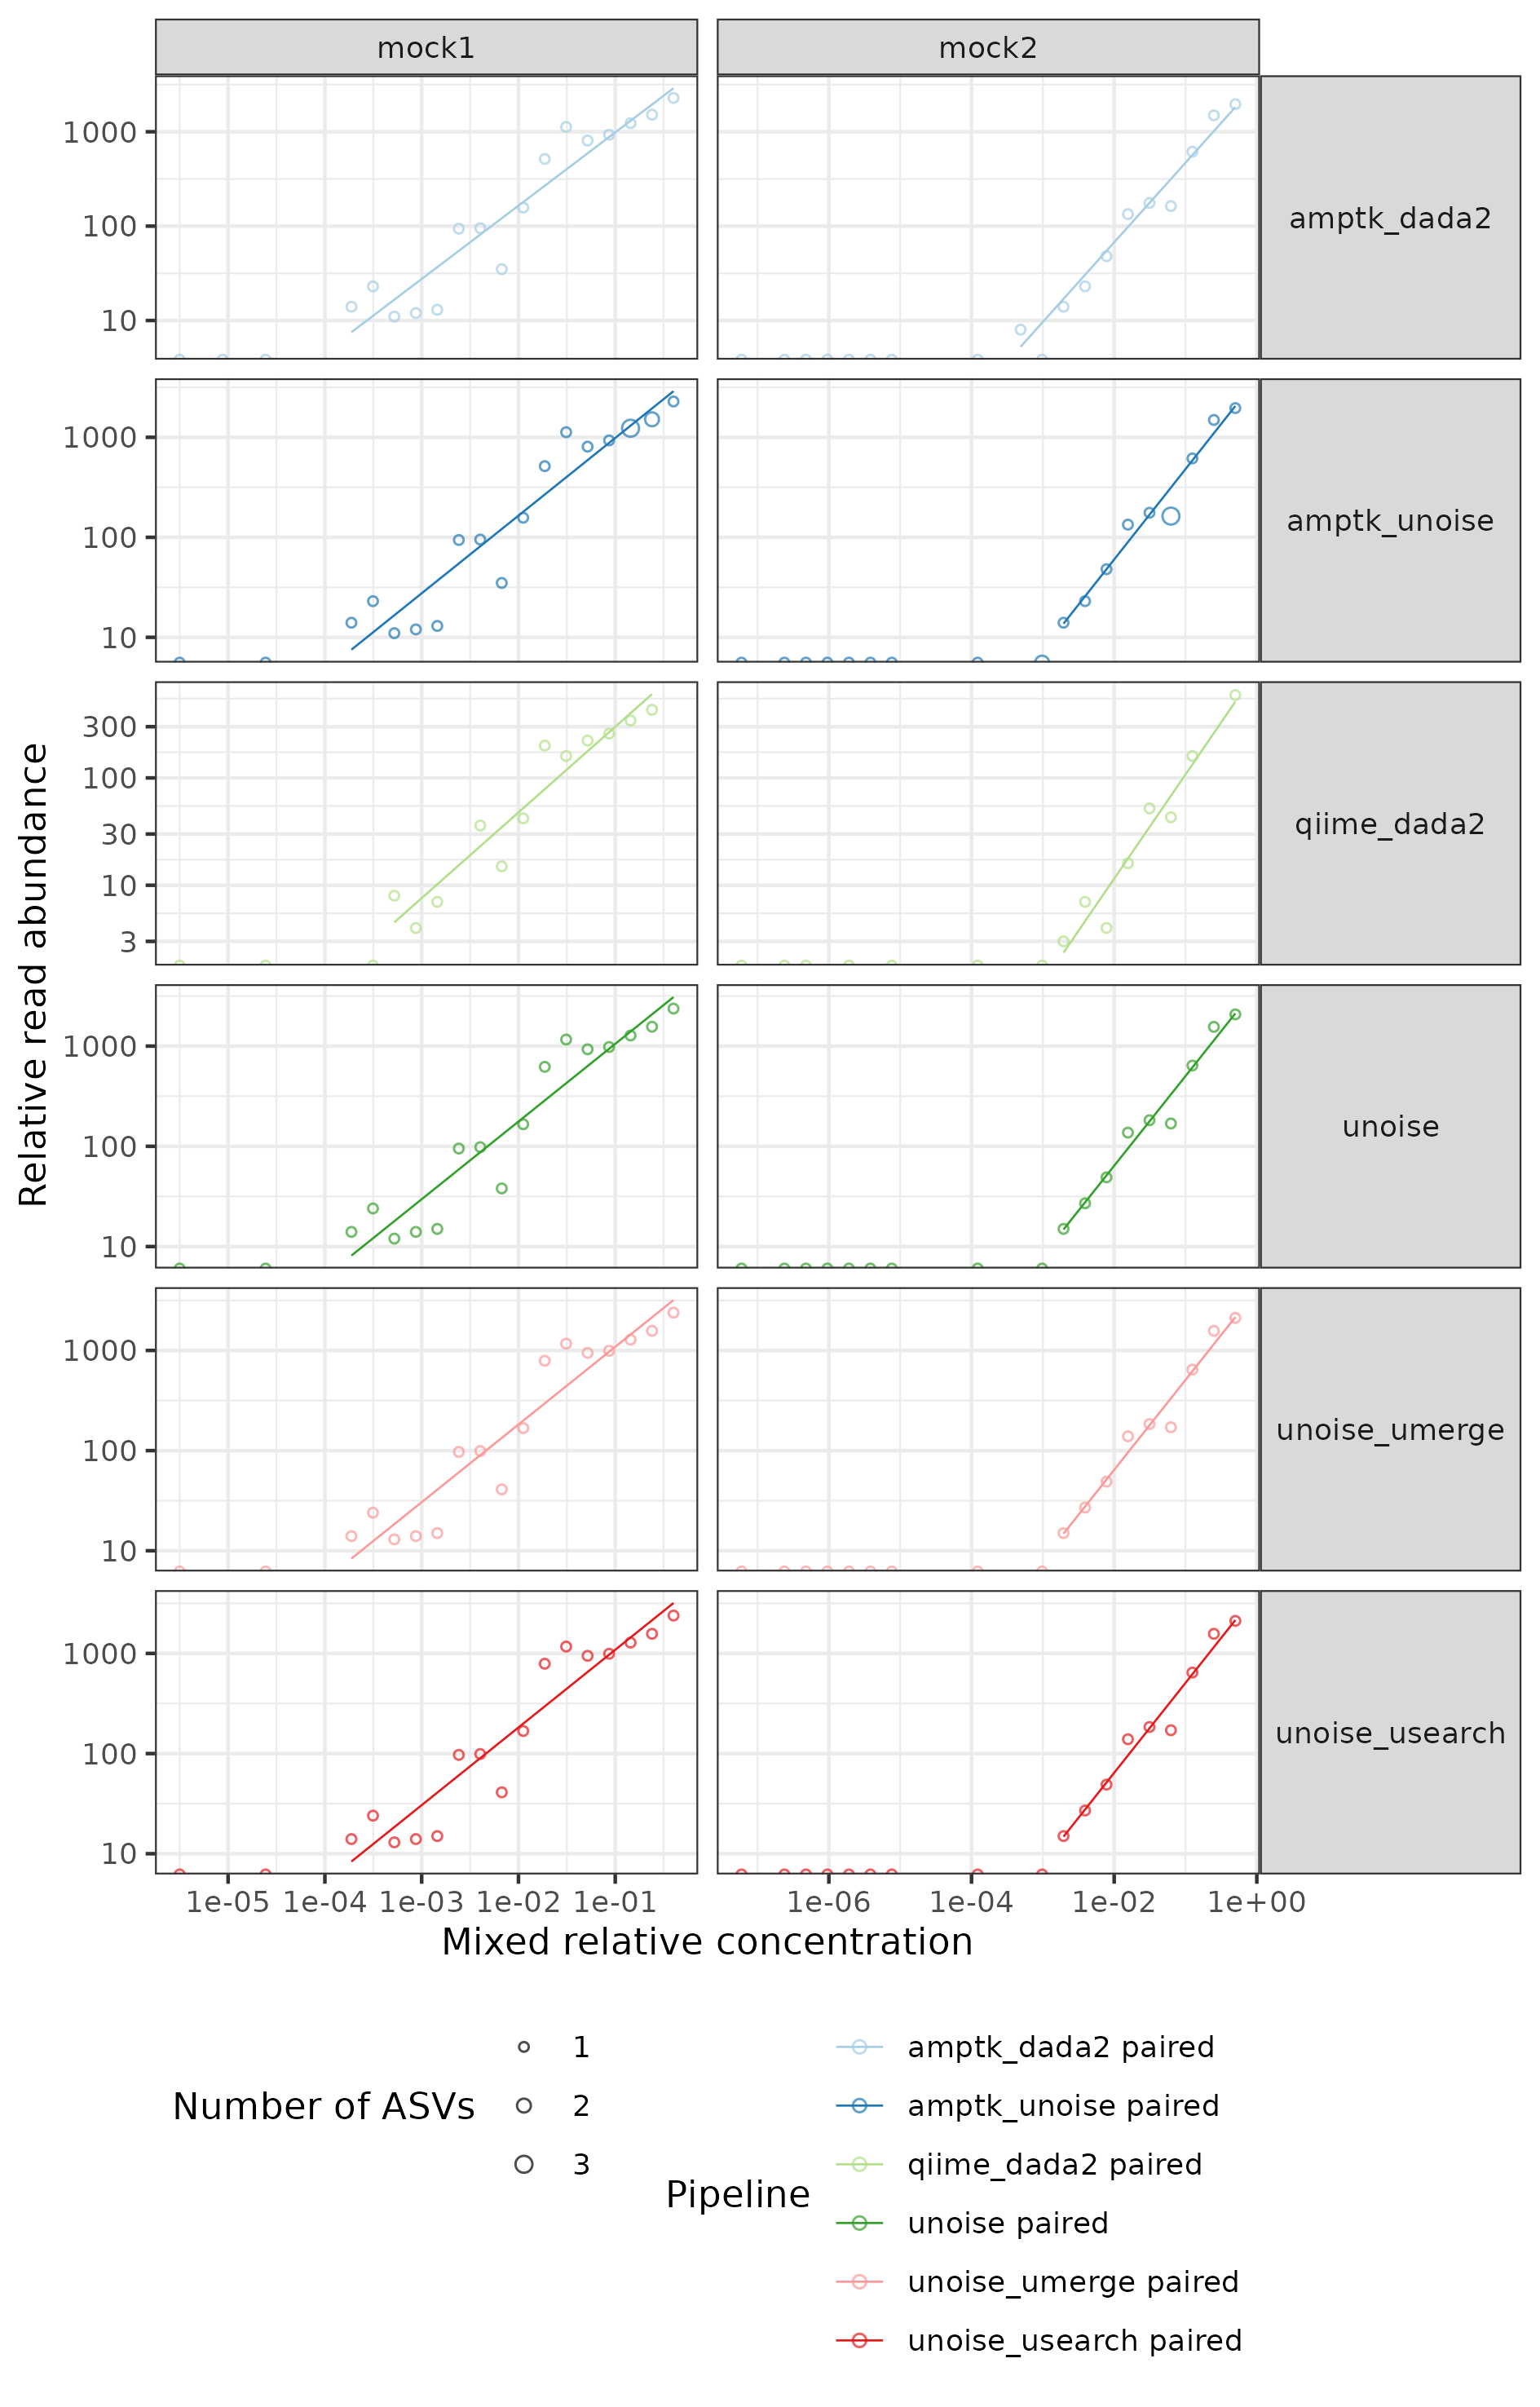 mock1
mock2
1000
100
10
amptk_dada2
1000
100
10
amptk_unoise
300
100
30
10
3
qiime_dada2
Relative read abundance
1000
100
10
unoise
1000
100
10
unoise_umerge
1000
100
10
unoise_usearch
1e-05 1e-04 1e-03 1e-02 1e-01
1e-06 1e-04 1e-02 1e+00
Mixed relative concentration
Number of ASVs
1
2
3
Pipeline
amptk_dada2 paired
amptk_unoise paired
qiime_dada2 paired
unoise paired
unoise_umerge paired
unoise_usearch paired